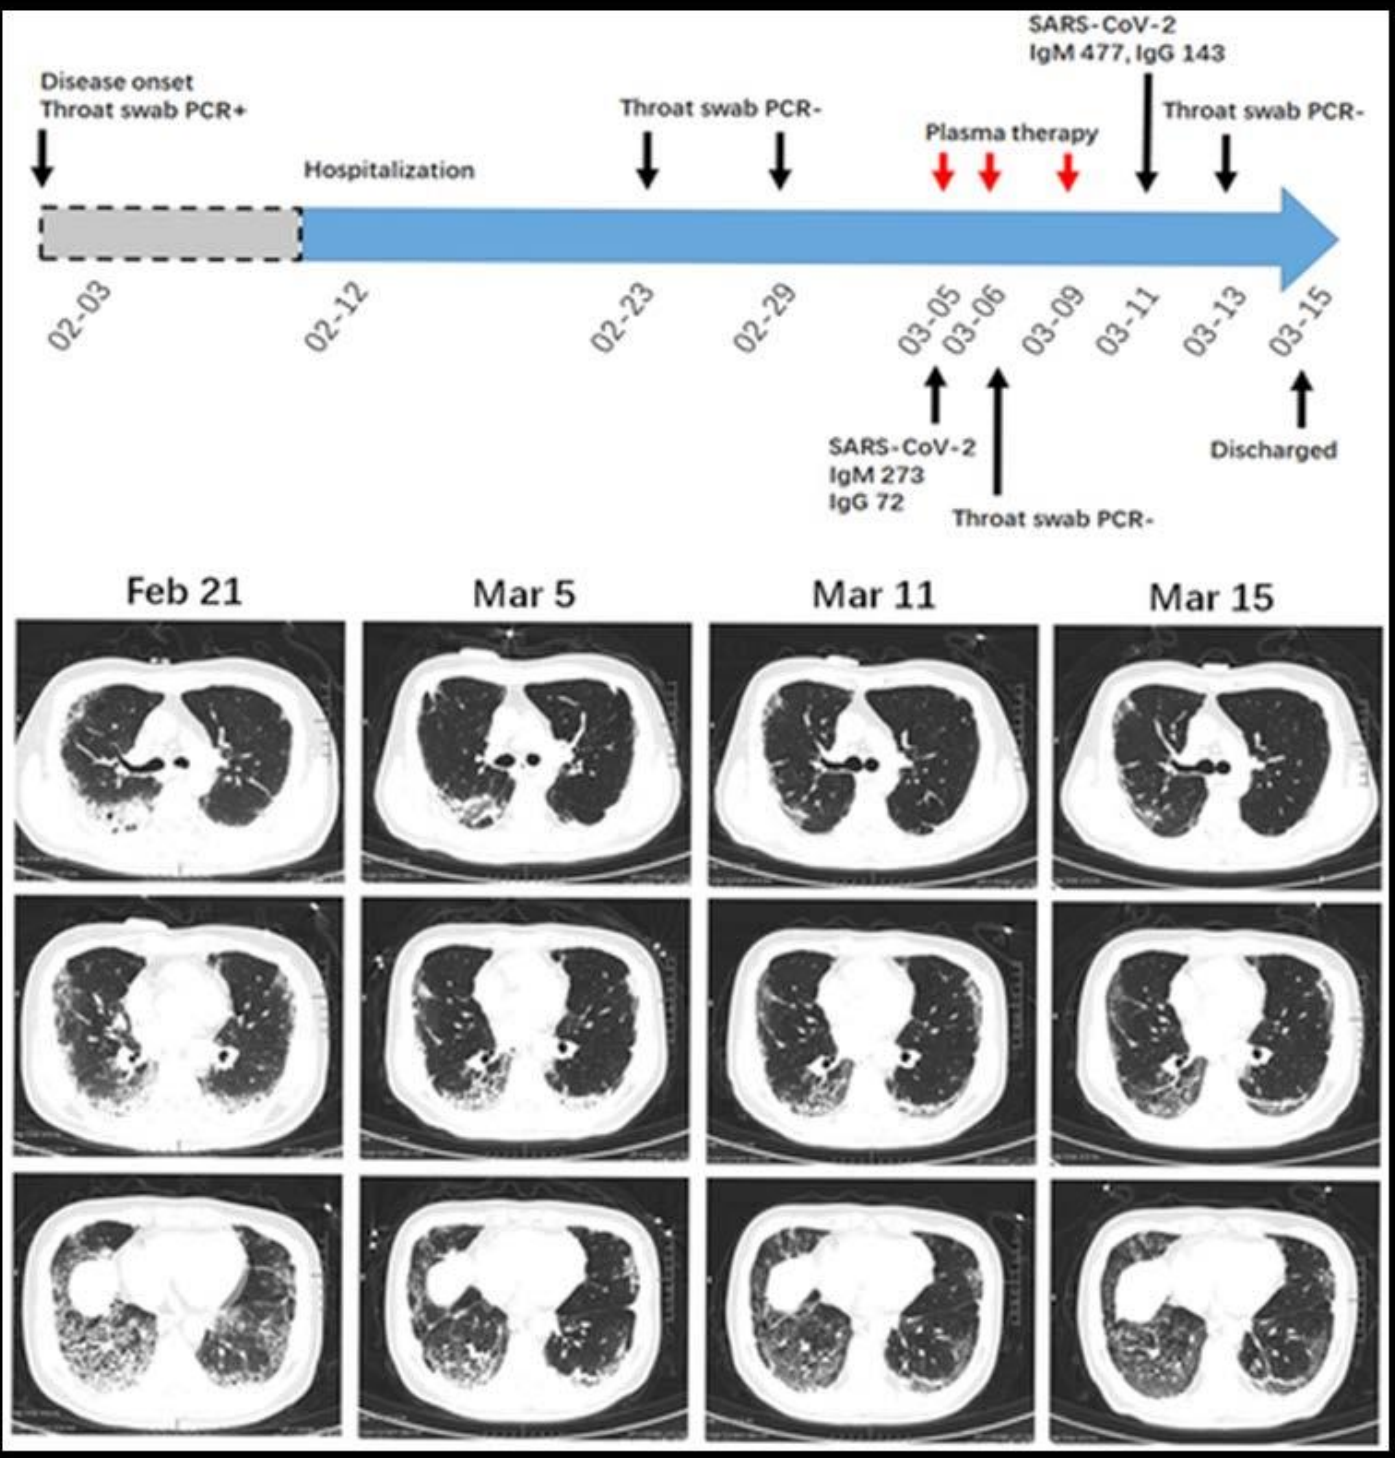 SARS-CoV-2
IgM 477, IgG 143
Disease onset
Throat swab PCR+
Throat swab PCR-
Throat swab PCR-
Plasma therapy
Hospitalization
02-03
02-12
02-23
02-29
03-05
03-06
03-09
03-11
03-13
03-15
SARS-CoV-2
IgM 273
IgG 72
Discharged
Throat swab PCR-
Feb 21
Mar 5
Mar 11
Mar 15